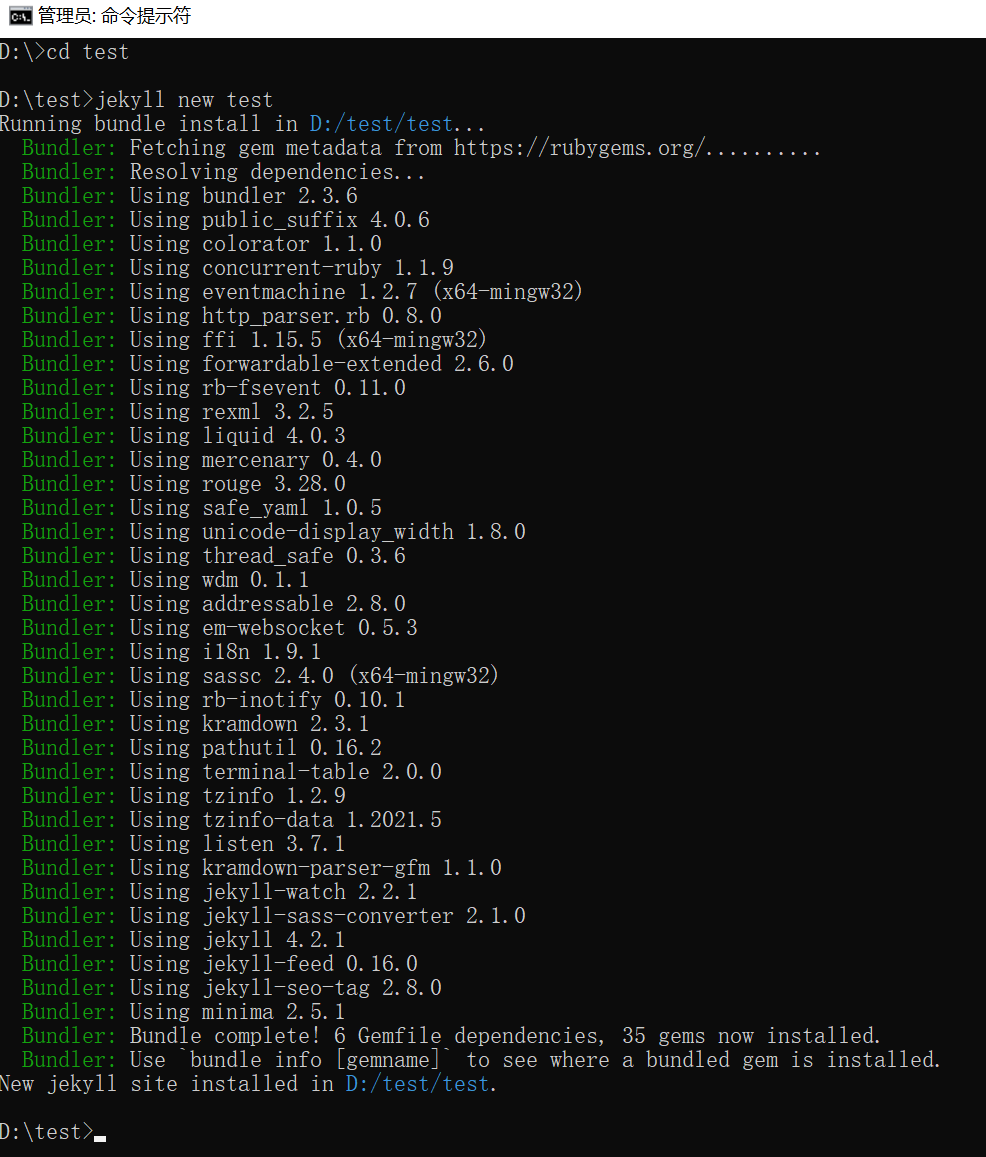 管理员: 命令提示符
D:\>cd test
D:\test>jekyll new test
Running bundle install in D:/test/test...
Bundler: Fetching gem metadata from https://rubygems.org/..........
Bundler: Resolving dependencies...
Bundler: Using bundler 2.3.6
Bundler: Using public_suffix 4.0.6
Bundler: Using colorator 1.1.0
Bundler: Using concurrent-ruby 1.1.9
Bundler: Using eventmachine 1.2.7 (x64-mingw32)
Bundler: Using http_parser.rb 0.8.0
Bundler: Using ffi 1.15.5 (x64-mingw32)
Bundler: Using forwardable-extended 2.6.0
Bundler: Using rb-fsevent 0.11.0
Bundler: Using rexml 3.2.5
Bundler: Using liquid 4.0.3
Bundler: Using mercenary 0.4.0
Bundler: Using rouge 3.28.0
Bundler: Using safe_yaml 1.0.5
Bundler: Using unicode-display_width 1.8.0
Bundler: Using thread_safe 0.3.6
Bundler: Using wdm 0.1.1
Bundler: Using addressable 2.8.0
Bundler: Using em-websocket 0.5.3
Bundler: Using i18n 1.9.1
Bundler: Using sassc 2.4.0 (x64-mingw32)
Bundler: Using rb-inotify 0.10.1
Bundler: Using kramdown 2.3.1
Bundler: Using pathutil 0.16.2
Bundler: Using terminal-table 2.0.0
Bundler: Using tzinfo 1.2.9
Bundler: Using tzinfo-data 1.2021.5
Bundler: Using listen 3.7.1
Bundler: Using kramdown-parser-gfm 1.1.0
Bundler: Using jekyll-watch 2.2.1
Bundler: Using jekyll-sass-converter 2.1.0
Bundler: Using jekyll 4.2.1
Bundler: Using jekyll-feed 0.16.0
Bundler: Using jekyll-seo-tag 2.8.0
Bundler: Using minima 2.5.1
Bundler: Bundle complete! 6 Gemfile dependencies, 35 gems now installed.
Bundler: Use `bundle info [gemname]` to see where a bundled gem is installed.
New jekyll site installed in D:/test/test.
D:\test>